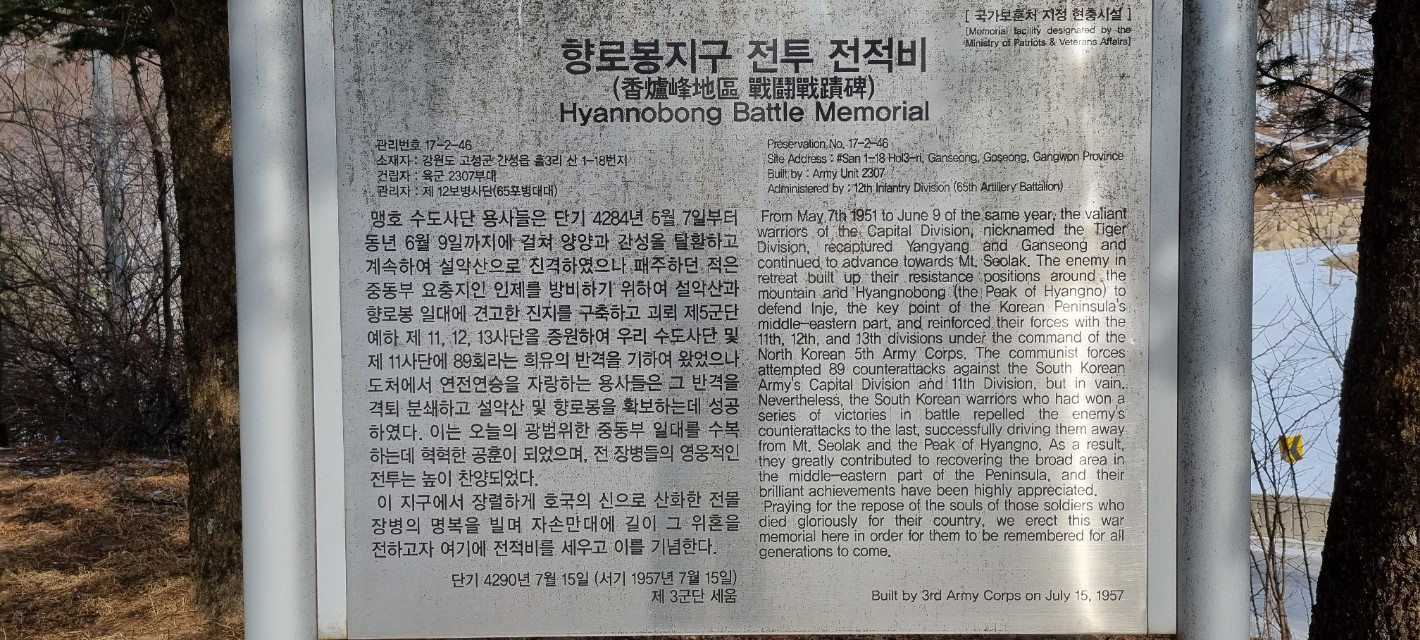 [ 국가보훈처 지정 현충시설 ]
[Memorial facility designated by the
Ministry of Patriots & Veterans Affairs]
향로봉지구 전투 전적비
(香爐峰地區 戰鬪戰蹟碑)
Hyannobong Battle Memorial
관리번호 17-2-46
소재자 : 강원도 고성군 간성읍 흘3리 산 1-18번지
건립자 : 육군 2307부대
관리자 : 제 12보병사단(65포병대대)
맹호 수도사단 용사들은 단기 4284년 5월 7일부터
동년 6월 9일까지에 걸쳐 양양과 간성을 탈환하고
계속하여 설악산으로 진격하였으나 패주하던 적은
중동부 요충지인 인제를 방비하기 위하여 설악산과
향로봉 일대에 견고한 진지를 구축하고 괴뢰 제5군단
예하 제 11, 12, 13사단을 증원하여 우리 수도사단 및
제 11사단에 89회라는 희유의 반격을 기하여 왔었으나
도처에서 연전연승을 자랑하는 용사들은 그 반격을
격퇴 분쇄하고 설악산 및 향로봉을 확보하는데 성공
하였다. 이는 오늘의 광범위한 중동부 일대를 수복
하는데 혁혁한 공훈이 되었으며, 전 장병들의 영웅적인
전투는 높이 찬양되었다.
이 지구에서 장렬하게 호국의 신으로 산화한 전몰
장병의 명복을 빌며 자손만대에 길이 그 위훈을
전하고자 여기에 전적비를 세우고 이를 기념한다.
단기 4290년 7월 15일 (서기 1957년 7월 15일)
제 3군단 세움
Preservation No. 17-2-46
Site Address : #San 1-18 Hol3-ri, Ganseong, Goseong, Gangwon Province
Built by : Army Unit 2307
Administered by : 12th Infantry Division (65th Artillery Battalion)
From May 7th 1951 to June 9 of the same year, the valiant
warriors of the Capital Division, nicknamed the Tiger
Division, recaptured Yangyang and Ganseong and
continued to advance towards Mt. Seolak. The enemy in
retreat built up their resistance positions around the
mountain and Hyangnobong (the Peak of Hyangno) to
defend Inje, the key point of the Korean Peninsula's
middle-eastern part, and reinforced their forces with the
11th, 12th, and 13th divisions under the command of the
North Korean 5th Army Corps. The communist forces
attempted 89 counterattacks against the South Korean
Army's Capital Division and 11th Division, but in vain.
Nevertheless, the South Korean warriors who had won a
series of victories in battle repelled the enemy's
counterattacks to the last, successfully driving them away
from Mt. Seolak and the Peak of Hyangno. As a result,
they greatly contributed to recovering the broad area in
the middle-eastern part of the Peninsula, and their
brilliant achievements have been highly appreciated.
Praying for the repose of the souls of those soldiers who
died gloriously for their country, we erect this war
memorial here in order for them to be remembered for all
generations to come.
Built by 3rd Army Corps on July 15, 1957